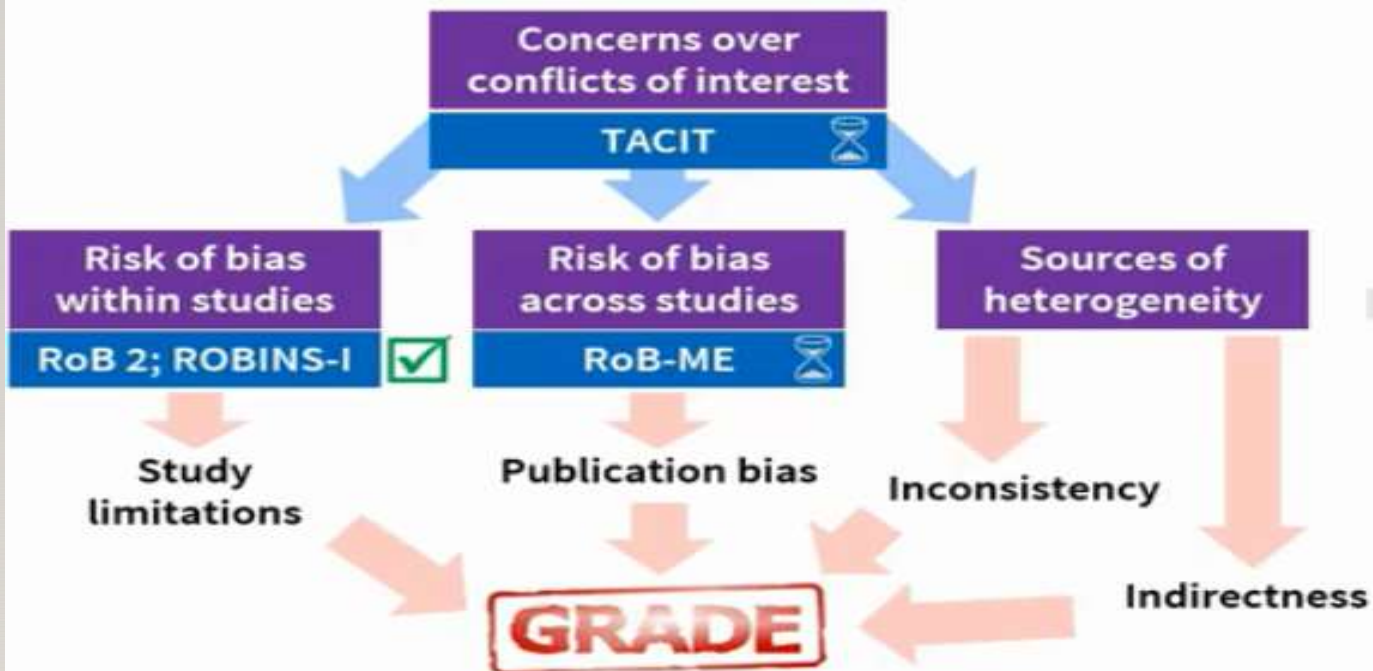 Concerns over
conflicts of interest
TACIT
Risk of bias
within studies
RoB 2; ROBINS-I
Risk of bias
across studies
RoB-ME
Sources of
heterogeneity
Study
limitations
Publication bias
Inconsistency
Indirectness
GRADE